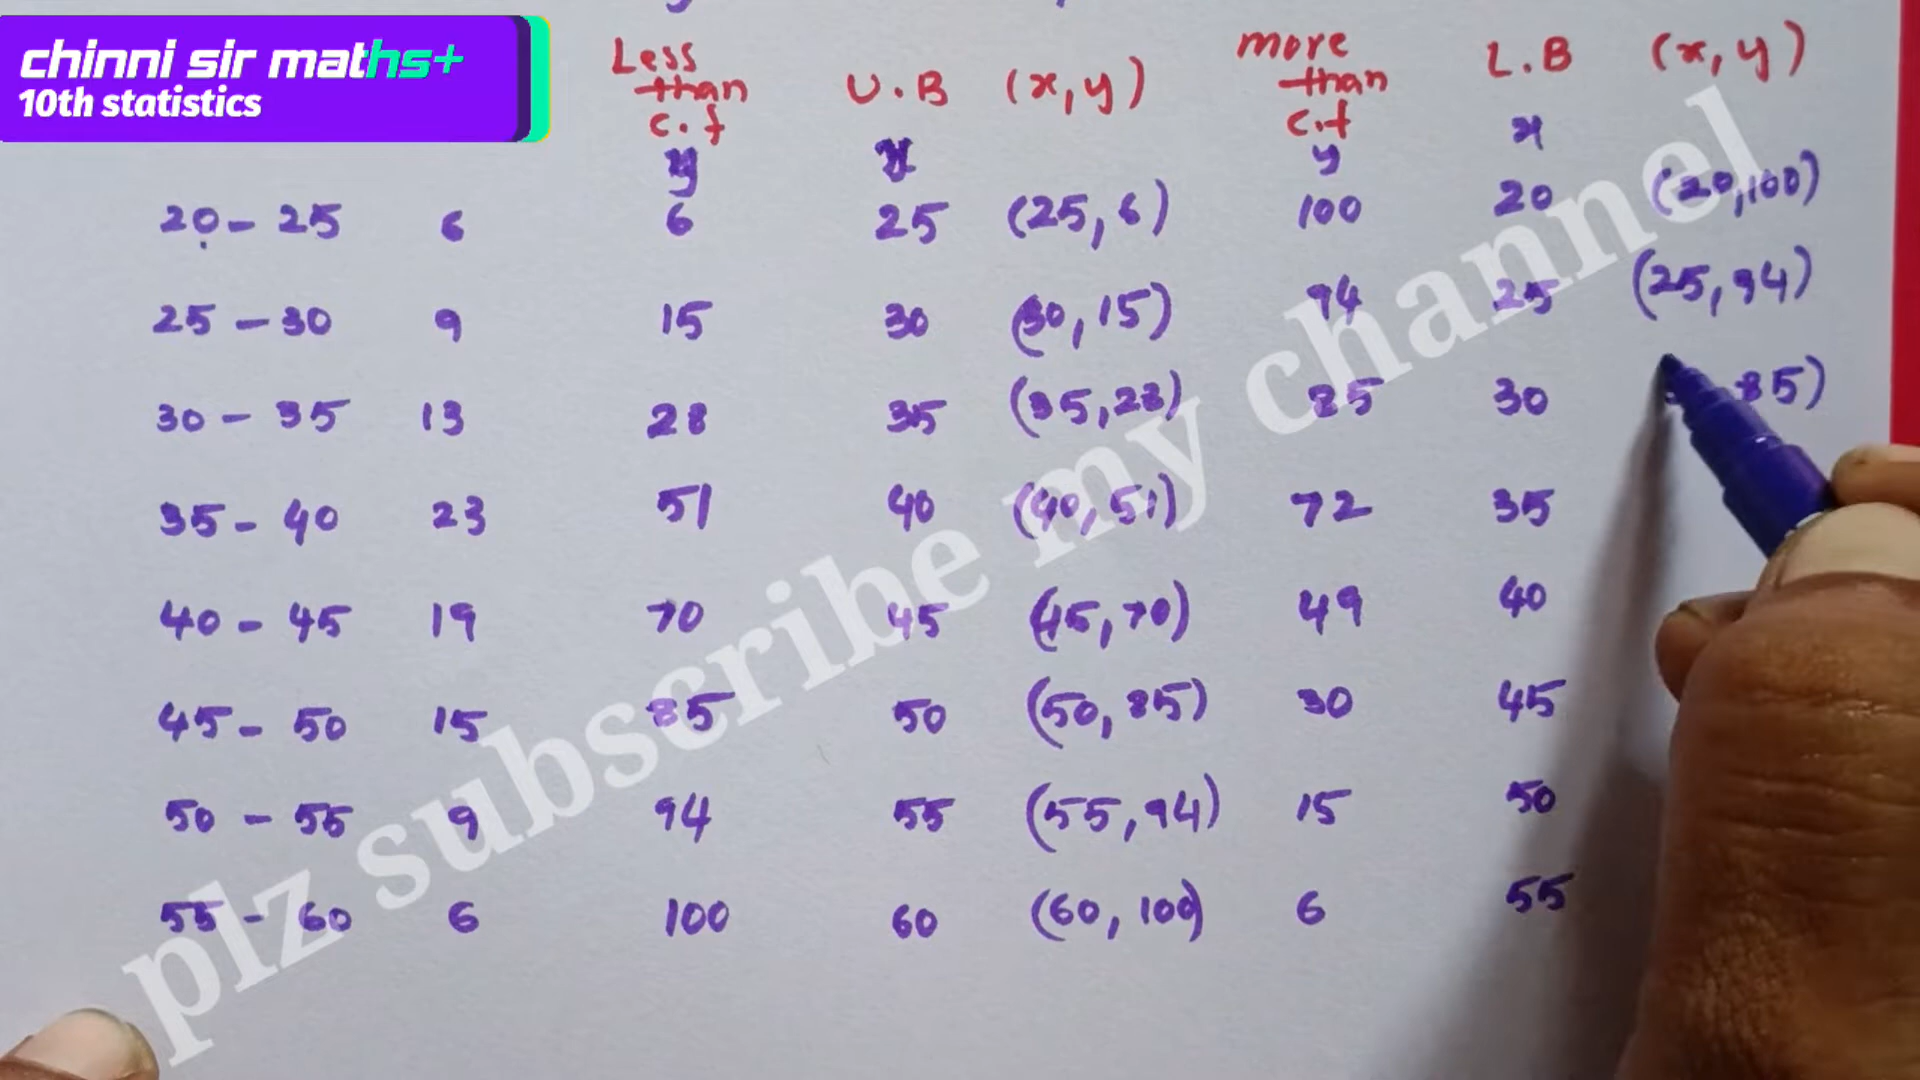 chinni sir maths+
10th statistics
Less than c.f U.B (x,y) more than c.f L.B (x,y)
y x y x
20 - 25 6 6 25 (25,6) 100 20 (20,100)
25 - 30 9 15 30 (30,15) 94 25 (25,94)
30 - 35 13 28 35 (35,28) 85 30 85)
35 - 40 23 51 40 (40,51) 72 35
40 - 45 19 70 45 (45,70) 49 40
45 - 50 15 85 50 (50,85) 30 45
50 - 55 9 94 55 (55,94) 15 50
55 - 60 6 100 60 (60,100) 6 55
plz subscribe my channel